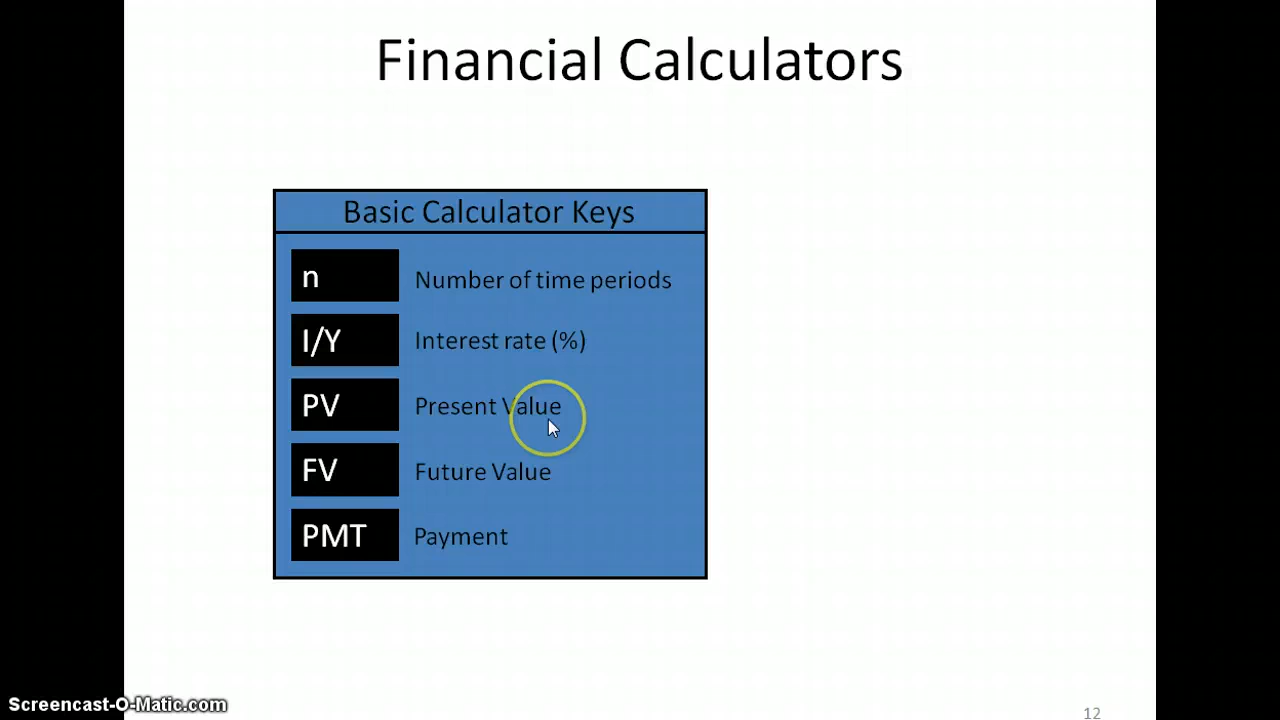 Financial Calculators
Basic Calculator Keys
n Number of time periods
I/Y Interest rate (%)
PV Present Value
FV Future Value
PMT Payment
Screencast-O-Matic.com
12